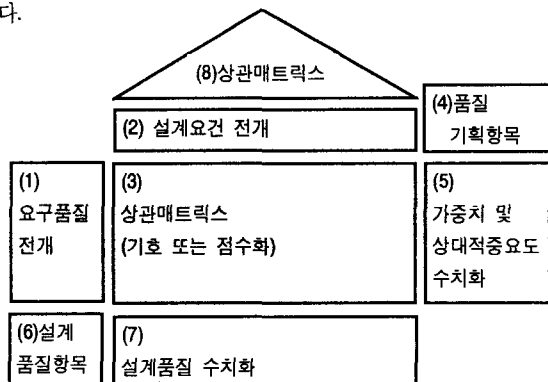 다.
(8)상관매트릭스
(2) 설계요건 전개
(4)품질
기획항목
(1)
요구품질
전개
(3)
상관매트릭스
(기호 또는 점수화)
(5)
가중치 및
상대적중요도
수치화
(6)설계
품질항목
(7)
설계품질 수치화